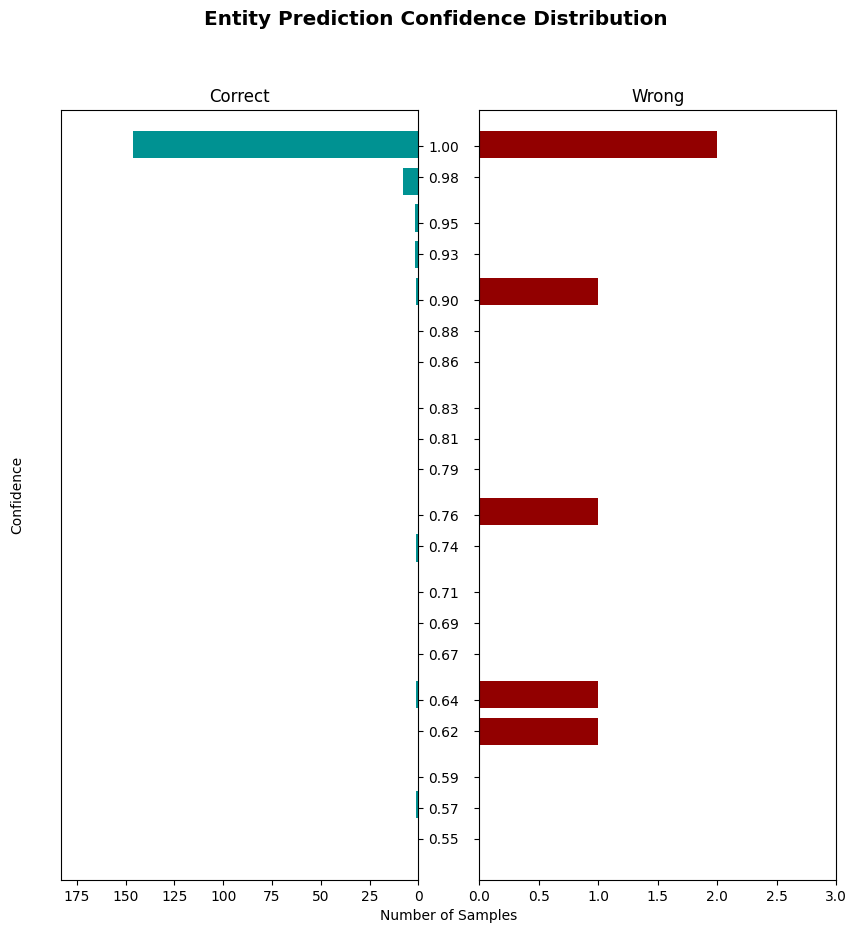 Entity Prediction Confidence Distribution
Correct
Wrong
Confidence
1.00
0.98
0.95
0.93
0.90
0.88
0.86
0.83
0.81
0.79
0.76
0.74
0.71
0.69
0.67
0.64
0.62
0.59
0.57
0.55
175 150 125 100 75 50 25 0
0.0 0.5 1.0 1.5 2.0 2.5 3.0
Number of Samples